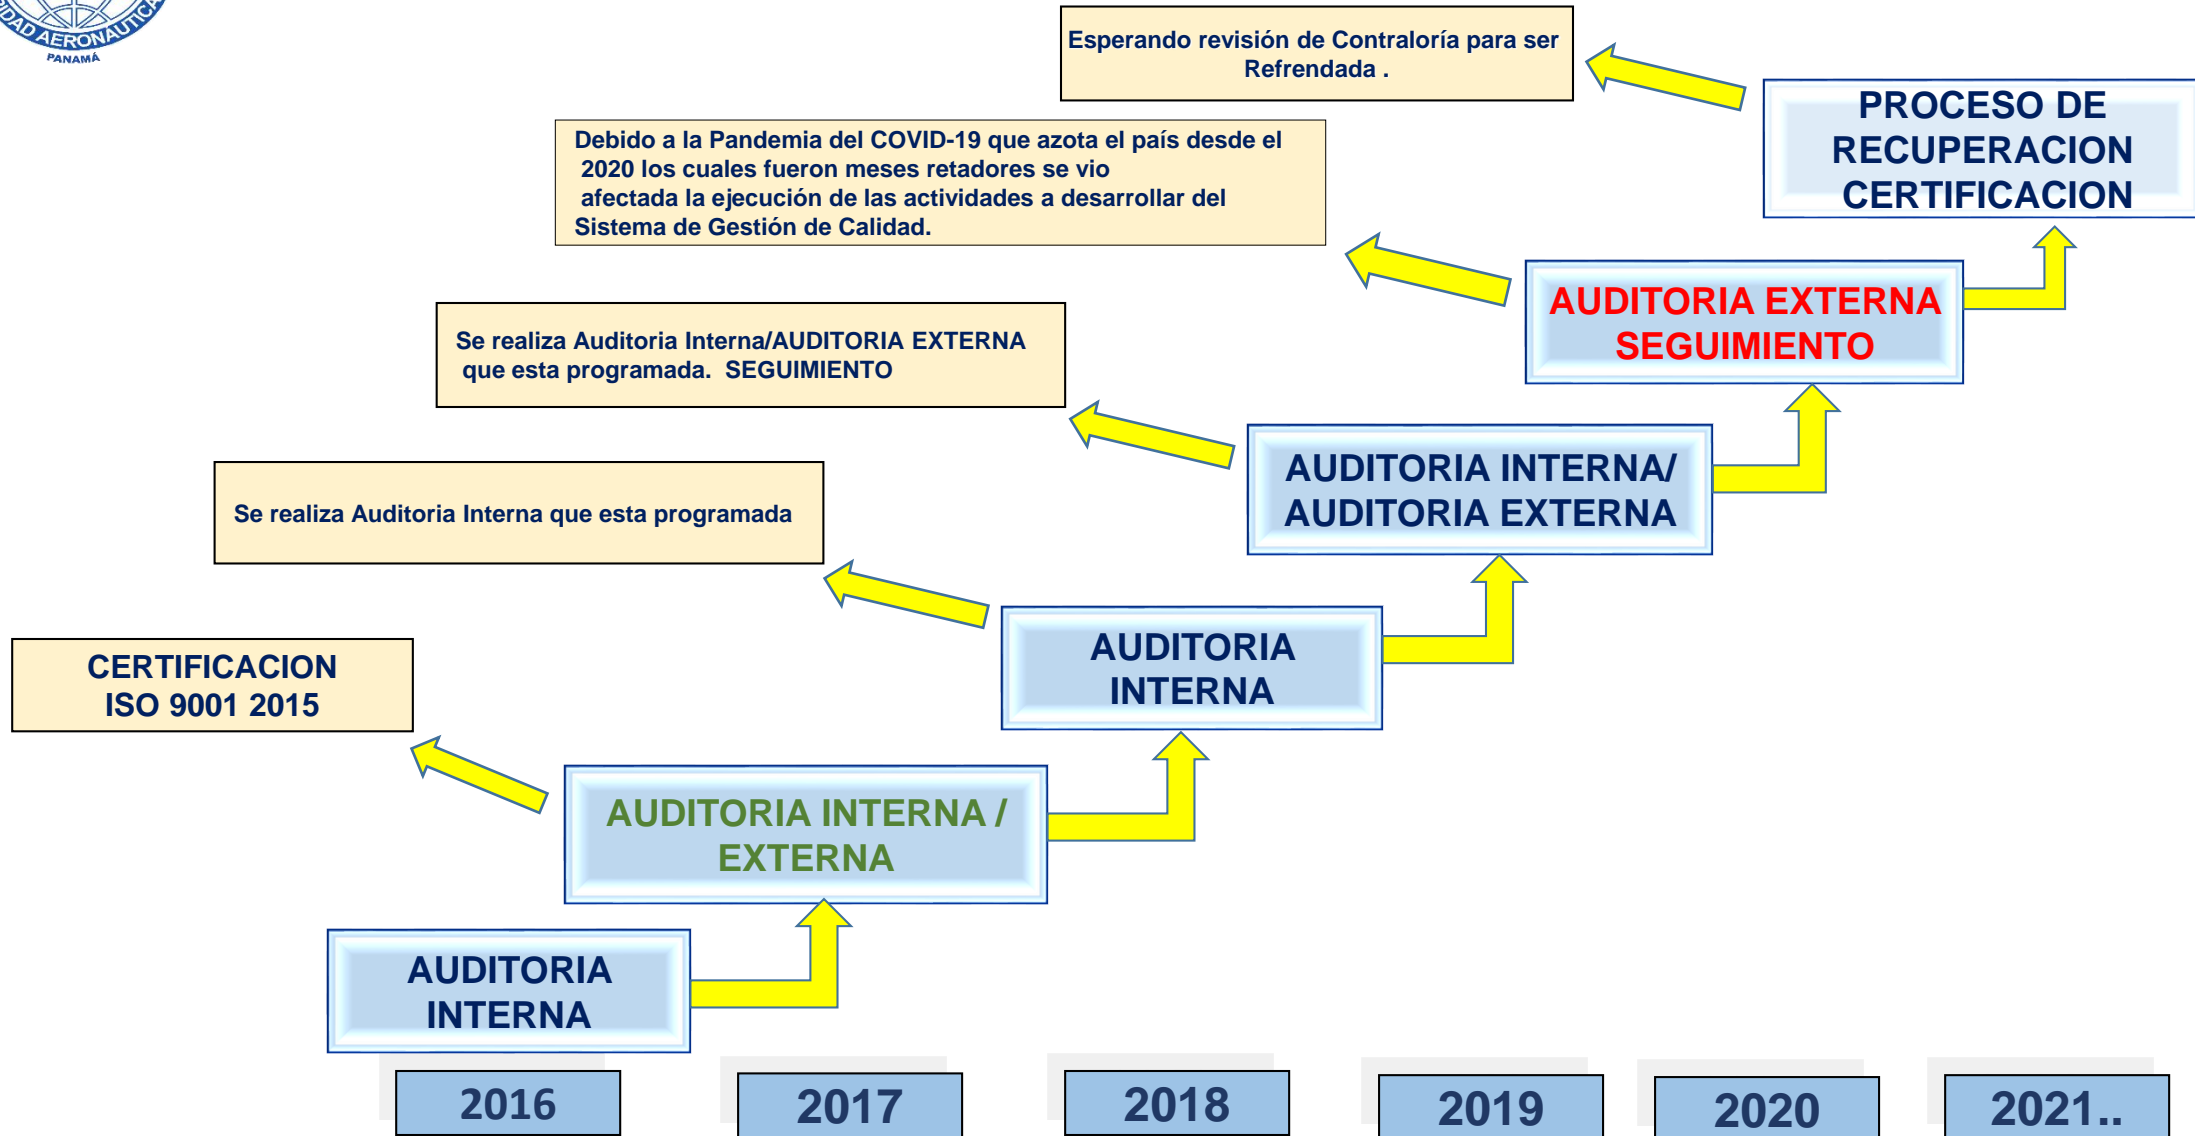 AERONÁUTICA
PANAMÁ
Esperando revisión de Contraloría para ser
Refrendada .
PROCESO DE
RECUPERACION
CERTIFICACION
Debido a la Pandemia del COVID-19 que azota el país desde el
2020 los cuales fueron meses retadores se vio
afectada la ejecución de las actividades a desarrollar del
Sistema de Gestión de Calidad.
AUDITORIA EXTERNA
SEGUIMIENTO
Se realiza Auditoria Interna/AUDITORIA EXTERNA
que esta programada. SEGUIMIENTO
AUDITORIA INTERNA/
AUDITORIA EXTERNA
Se realiza Auditoria Interna que esta programada
AUDITORIA
INTERNA
CERTIFICACION
ISO 9001 2015
AUDITORIA INTERNA /
EXTERNA
AUDITORIA
INTERNA
2016
2017
2018
2019
2020
2021..